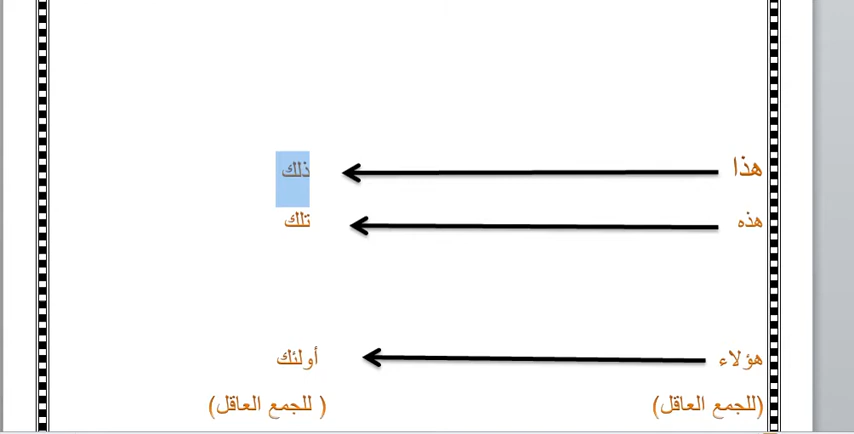 هذا ذلك
هذه تلك
هؤلاء أولئك
(للجمع العاقل) ( للجمع العاقل)